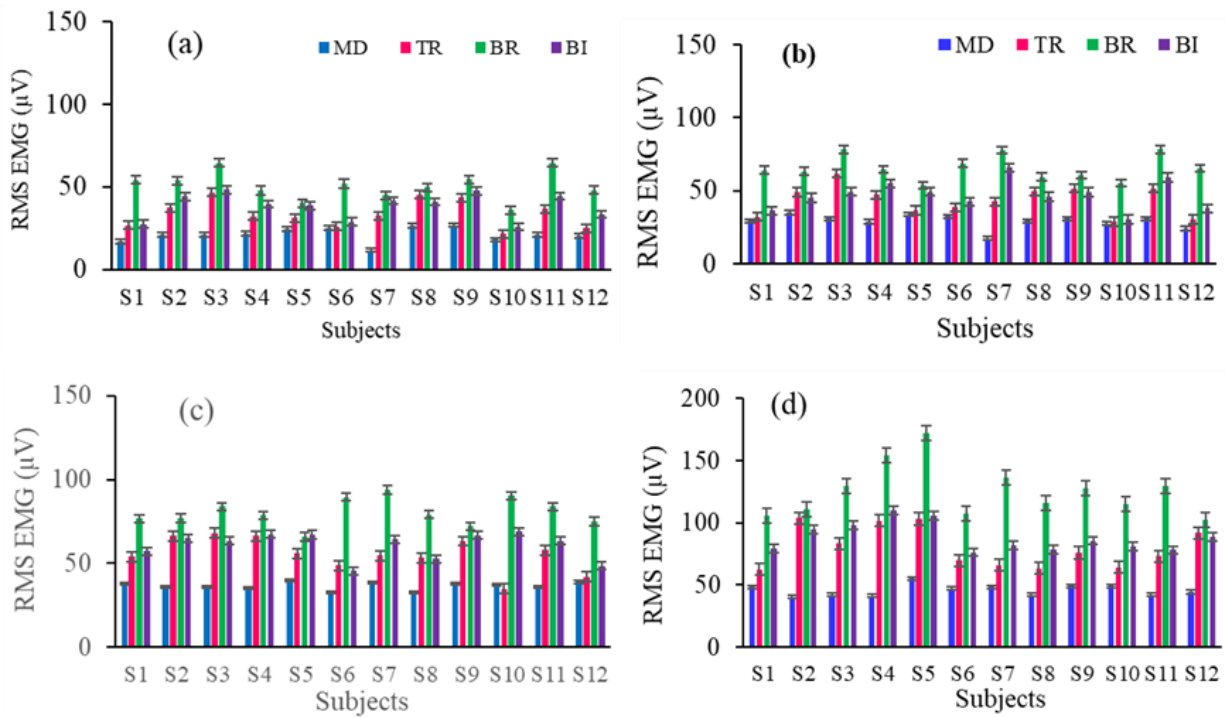 (a)
MD TR BR BI
RMS EMG (µV)
150
100
50
0
S1 S2 S3 S4 S5 S6 S7 S8 S9 S10 S11 S12
Subjects
(b)
MD TR BR BI
RMS EMG (µV)
150
100
50
0
S1 S2 S3 S4 S5 S6 S7 S8 S9 S10 S11 S12
Subjects
(c)
RMS EMG (µV)
150
100
50
0
S1 S2 S3 S4 S5 S6 S7 S8 S9 S10 S11 S12
Subjects
(d)
RMS EMG (µV)
200
150
100
50
0
S1 S2 S3 S4 S5 S6 S7 S8 S9 S10 S11 S12
Subjects